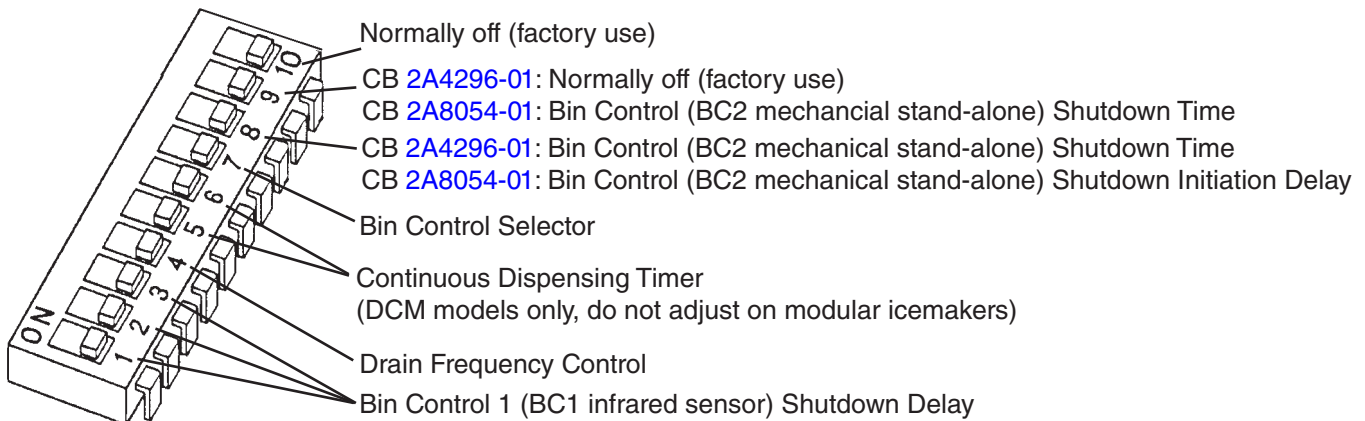 Normally off (factory use)
CB 2A4296-01: Normally off (factory use)
CB 2A8054-01: Bin Control (BC2 mechancial stand-alone) Shutdown Time
CB 2A4296-01: Bin Control (BC2 mechanical stand-alone) Shutdown Time
CB 2A8054-01: Bin Control (BC2 mechanical stand-alone) Shutdown Initiation Delay
Bin Control Selector
Continuous Dispensing Timer
(DCM models only, do not adjust on modular icemakers)
Drain Frequency Control
Bin Control 1 (BC1 infrared sensor) Shutdown Delay
10
9
8
7
6
5
4
3
2
1
ON